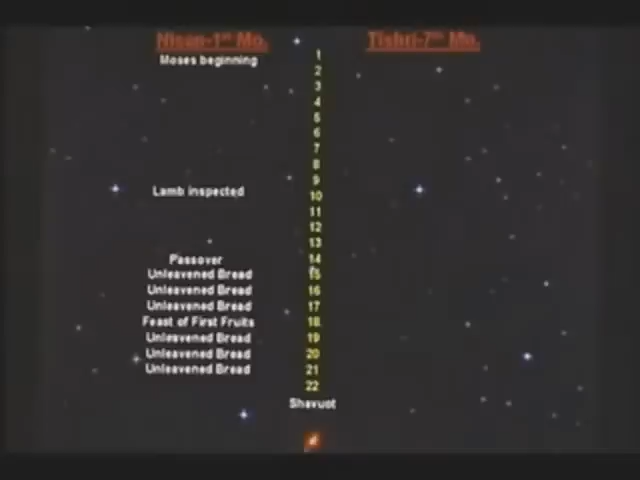 Nisan-1st Mo. Tishri-7th Mo.
Moses beginning 1
2
3
4
5
6
7
8
9
Lamb inspected 10
11
12
13
Passover 14
Unleavened Bread 15
Unleavened Bread 16
Unleavened Bread 17
Feast of First Fruits 18
Unleavened Bread 19
Unleavened Bread 20
Unleavened Bread 21
22
Shavuot